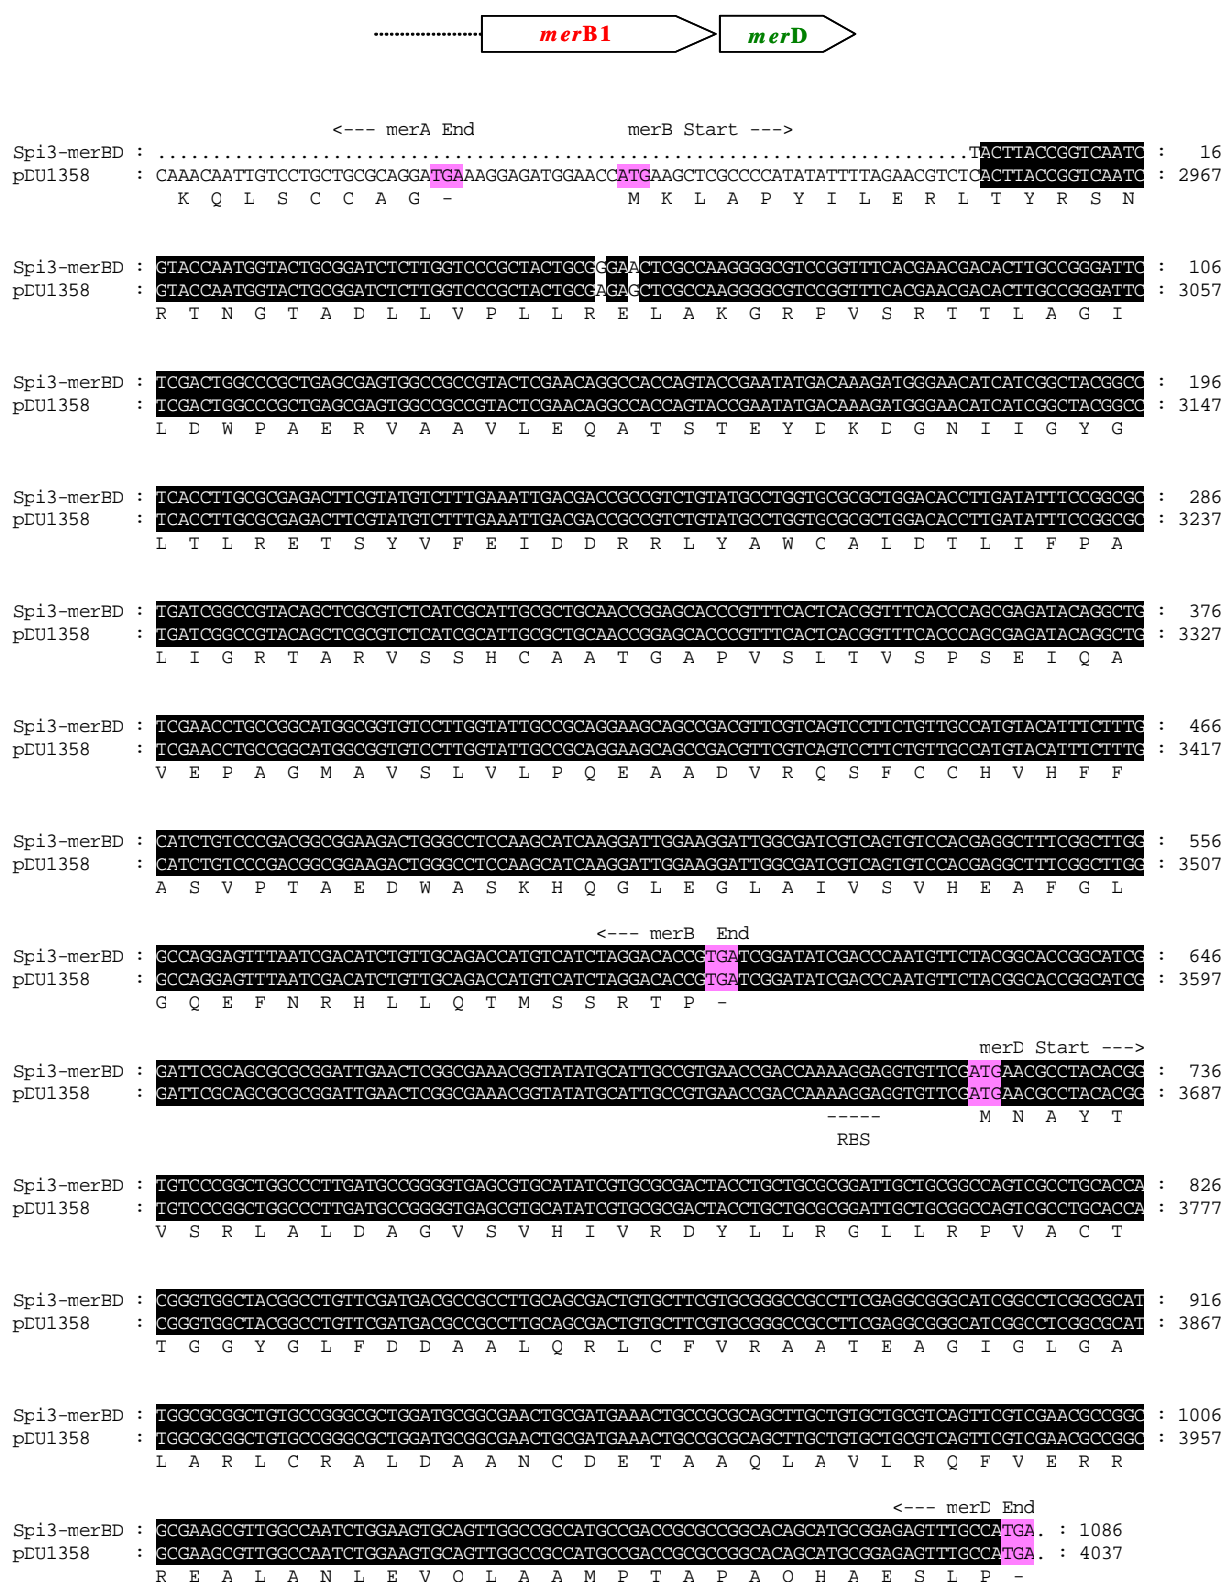 merB1 merD
<--- merA End merB Start --->
Spi3-merBD : ..........................................................................TACTTACCGGTCAATC : 16
pDU1358 : CAAACAATTGTCCTGCTGCGCAGGATGAAAGGAGATGGAACCATGAAGCTCGCCCCATATATTTTAGAACGTCTCACTTACCGGTCAATC : 2967
K Q L S C C A G - M K L A P Y I L E R L T Y R S N
Spi3-merBD : GTACCAATGGTACTGCGGATCTCTTGGTCCCGCTACTGCGGGAACTCGCCAAGGGGCGTCCGGTTTCACGAACGACACTTGCCGGGATTC : 106
pDU1358 : GTACCAATGGTACTGCGGATCTCTTGGTCCCGCTACTGCGAGAGCTCGCCAAGGGGCGTCCGGTTTCACGAACGACACTTGCCGGGATTC : 3057
R T N G T A D L L V P L L R E L A K G R P V S R T T L A G I
Spi3-merBD : TCGACTGGCCCGCTGAGCGAGTGGCCGCCGTACTCGAACAGGCCACCAGTACCGAATATGACAAAGATGGGAACATCATCGGCTACGGCC : 196
pDU1358 : TCGACTGGCCCGCTGAGCGAGTGGCCGCCGTACTCGAACAGGCCACCAGTACCGAATATGACAAAGATGGGAACATCATCGGCTACGGCC : 3147
L D W P A E R V A A V L E Q A T S T E Y D K D G N I I G Y G
Spi3-merBD : TCACCTTGCGCGAGACTTCGTATGTCTTTGAAATTGACGACCGCCGTCTGTATGCCTGGTGCGCGCTGGACACCTTGATATTTCCGGCGC : 286
pDU1358 : TCACCTTGCGCGAGACTTCGTATGTCTTTGAAATTGACGACCGCCGTCTGTATGCCTGGTGCGCGCTGGACACCTTGATATTTCCGGCGC : 3237
L T L R E T S Y V F E I D D R R L Y A W C A L D T L I F P A
Spi3-merBD : TGATCGGCCGTACAGCTCGCGTCTCATCGCATTGCGCTGCAACCGGAGCACCCGTTTCACTCACGGTTTCACCCAGCGAGATACAGGCTG : 376
pDU1358 : TGATCGGCCGTACAGCTCGCGTCTCATCGCATTGCGCTGCAACCGGAGCACCCGTTTCACTCACGGTTTCACCCAGCGAGATACAGGCTG : 3327
L I G R T A R V S S H C A A T G A P V S L T V S P S E I Q A
Spi3-merBD : TCGAACCTGCCGGCATGGCGGTGTCCTTGGTATTGCCGCAGGAAGCAGCCGACGTTCGTCAGTCCTTCTGTTGCCATGTACATTTCTTTG : 466
pDU1358 : TCGAACCTGCCGGCATGGCGGTGTCCTTGGTATTGCCGCAGGAAGCAGCCGACGTTCGTCAGTCCTTCTGTTGCCATGTACATTTCTTTG : 3417
V E P A G M A V S L V L P Q E A A D V R Q S F C C H V H F F
Spi3-merBD : CATCTGTCCCGACGGCGGAAGACTGGGCCTCCAAGCATCAAGGATTGGAAGGATTGGCGATCGTCAGTGTCCACGAGGCTTTCGGCTTGG : 556
pDU1358 : CATCTGTCCCGACGGCGGAAGACTGGGCCTCCAAGCATCAAGGATTGGAAGGATTGGCGATCGTCAGTGTCCACGAGGCTTTCGGCTTGG : 3507
A S V P T A E D W A S K H Q G L E G L A I V S V H E A F G L
<--- merB End
Spi3-merBD : GCCAGGAGTTTAATCGACATCTGTTGCAGACCATGTCATCTAGGACACCGTGATCGGATATCGACCCAATGTTCTACGGCACCGGCATCG : 646
pDU1358 : GCCAGGAGTTTAATCGACATCTGTTGCAGACCATGTCATCTAGGACACCGTGATCGGATATCGACCCAATGTTCTACGGCACCGGCATCG : 3597
G Q E F N R H L L Q T M S S R T P -
merD Start --->
Spi3-merBD : GATTCGCAGCGCGCGGATTGAACTCGGCGAAACGGTATATGCATTGCCGTGAACCGACCAAAAGGAGGTGTTCGATGAACGCCTACACGG : 736
pDU1358 : GATTCGCAGCGCGCGGATTGAACTCGGCGAAACGGTATATGCATTGCCGTGAACCGACCAAAAGGAGGTGTTCGATGAACGCCTACACGG : 3687
----- M N A Y T
RBS
Spi3-merBD : TGTCCCGGCTGGCCCTTGATGCCGGGGTGAGCGTGCATATCGTGCGCGACTACCTGCTGCGCGGATTGCTGCGGCCAGTCGCCTGCACCA : 826
pDU1358 : TGTCCCGGCTGGCCCTTGATGCCGGGGTGAGCGTGCATATCGTGCGCGACTACCTGCTGCGCGGATTGCTGCGGCCAGTCGCCTGCACCA : 3777
V S R L A L D A G V S V H I V R D Y L L R G L L R P V A C T
Spi3-merBD : CGGGTGGCTACGGCCTGTTCGATGACGCCGCCTTGCAGCGACTGTGCTTCGTGCGGGCCGCCTTCGAGGCGGGCATCGGCCTCGGCGCAT : 916
pDU1358 : CGGGTGGCTACGGCCTGTTCGATGACGCCGCCTTGCAGCGACTGTGCTTCGTGCGGGCCGCCTTCGAGGCGGGCATCGGCCTCGGCGCAT : 3867
T G G Y G L F D D A A L Q R L C F V R A A T E A G I G L G A
Spi3-merBD : TGGCGCGGCTGTGCCGGGCGCTGGATGCGGCGAACTGCGATGAAACTGCCGCGCAGCTTGCTGTGCTGCGTCAGTTCGTCGAACGCCGGC : 1006
pDU1358 : TGGCGCGGCTGTGCCGGGCGCTGGATGCGGCGAACTGCGATGAAACTGCCGCGCAGCTTGCTGTGCTGCGTCAGTTCGTCGAACGCCGGC : 3957
L A R L C R A L D A A N C D E T A A Q L A V L R Q F V E R R
<--- merD End
Spi3-merBD : GCGAAGCGTTGGCCAATCTGGAAGTGCAGTTGGCCGCCATGCCGACCGCGCCGGCACAGCATGCGGAGAGTTTGCCATGA. : 1086
pDU1358 : GCGAAGCGTTGGCCAATCTGGAAGTGCAGTTGGCCGCCATGCCGACCGCGCCGGCACAGCATGCGGAGAGTTTGCCATGA. : 4037
R E A L A N L E V Q L A A M P T A P A Q H A E S L P -